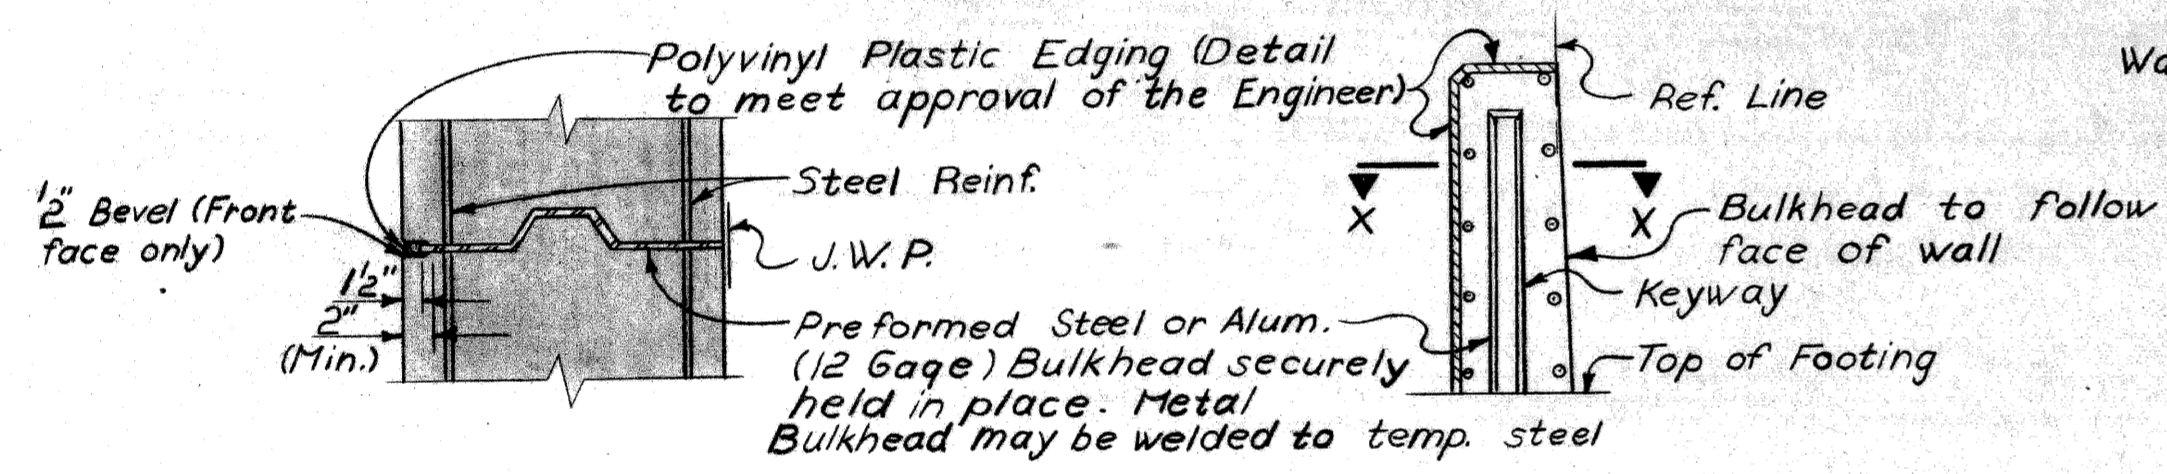 Polyvinyl Plastic Edging (Detail
to meet approval of the Engineer)
Ref. Line
Steel Reinf.
1/2" Bevel (Front
face only)
X
X
Bulkhead to follow
face of wall
J.W.P.
1 1/2"
2"
(Min.)
Keyway
Preformed Steel or Alum.
(12 Gage) Bulkhead securely
held in place. Metal
Bulkhead may be welded to temp. steel
Top of Footing